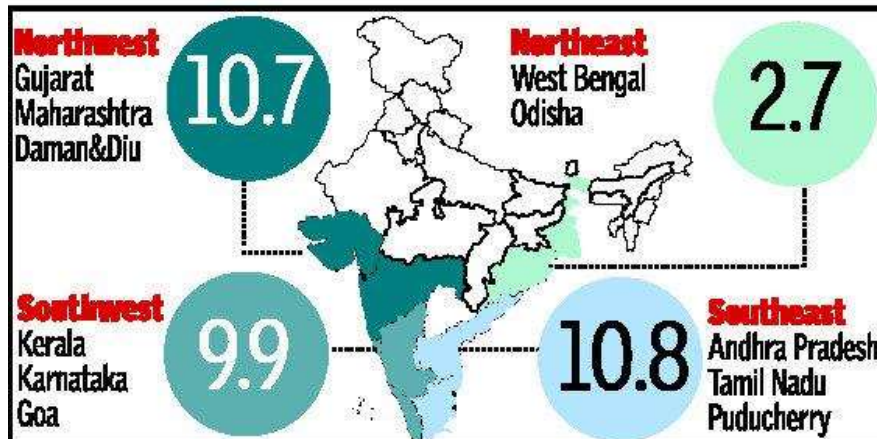 Northwest
Gujarat
Maharashtra
Daman&Diu
10.7
Northeast
West Bengal
Odisha
2.7
Southwest
Kerala
Karnataka
Goa
9.9
10.8
Southeast
Andhra Pradesh
Tamil Nadu
Puducherry